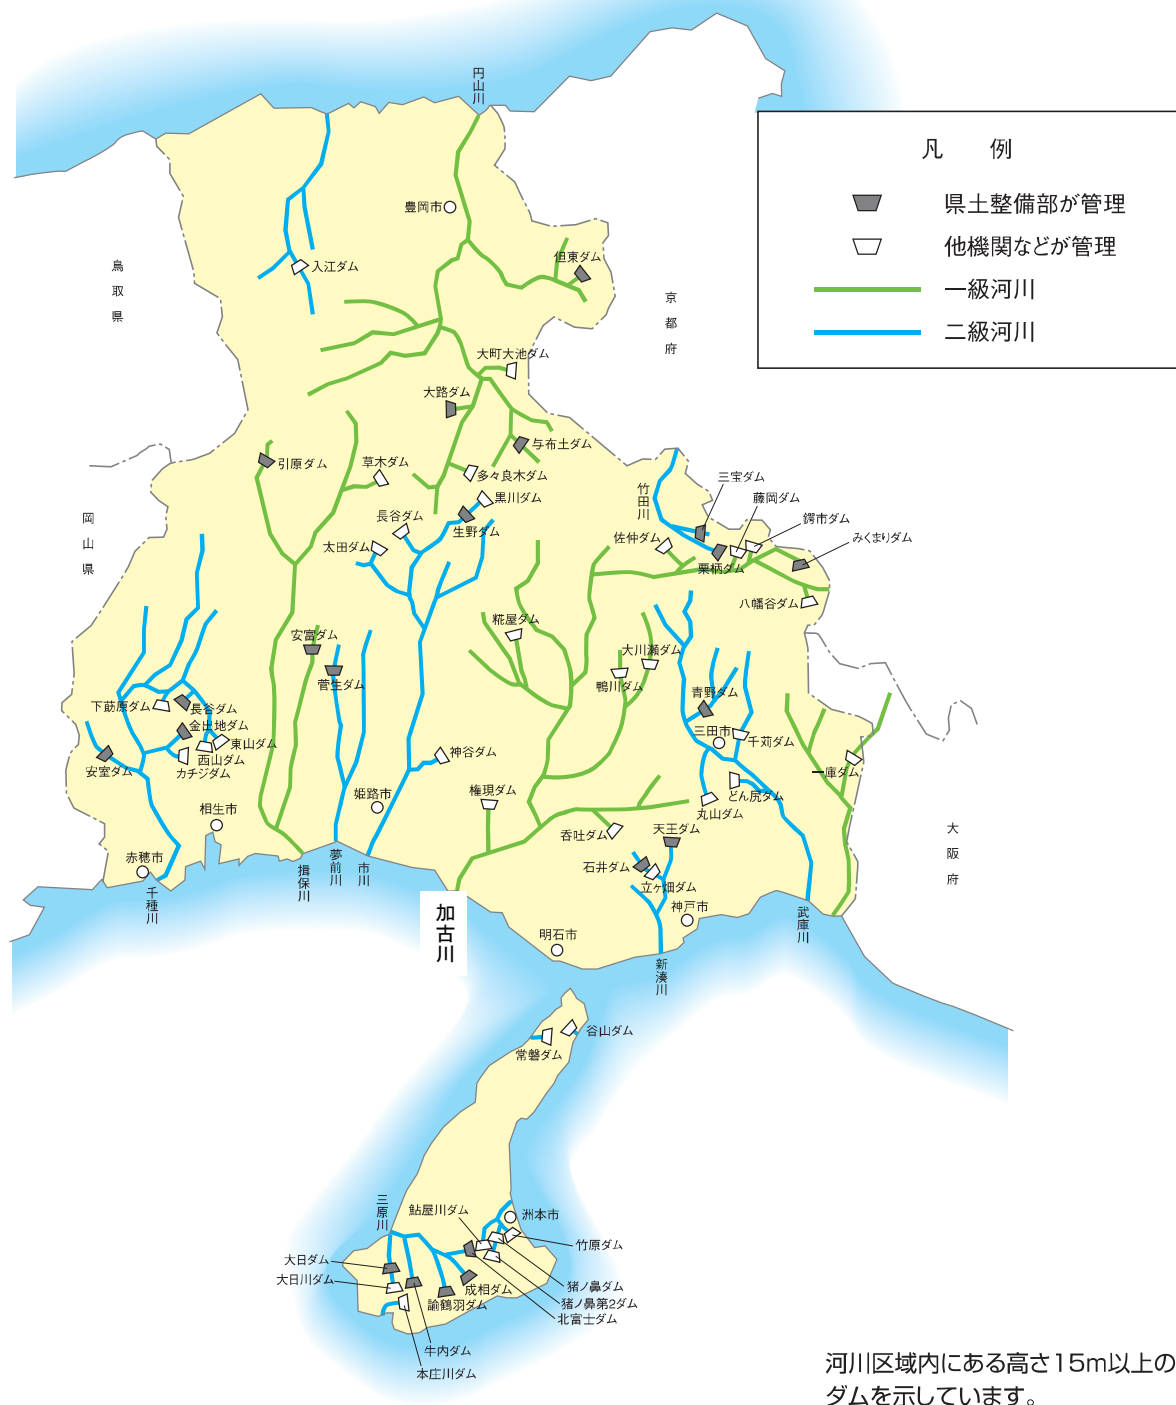 円山川
凡　例
県土整備部が管理
他機関などが管理
一級河川
二級河川
豊岡市
入江ダム
但東ダム
鳥取県
京都府
大町大池ダム
大路ダム
与布土ダム
引原ダム
草木ダム
多々良木ダム
黒川ダム
生野ダム
長谷ダム
太田ダム
竹田川
三宝ダム
藤岡ダム
鍔市ダム
みくまりダム
佐仲ダム
栗柄ダム
八幡谷ダム
岡山県
糀屋ダム
安富ダム
菅生ダム
大川瀬ダム
鴨川ダム
青野ダム
三田市
千苅ダム
下莇原ダム
長谷ダム
金出地ダム
東山ダム
西山ダム
カチジダム
安室ダム
神谷ダム
一庫ダム
どん尻ダム
丸山ダム
姫路市
権現ダム
相生市
呑吐ダム
天王ダム
石井ダム
立ヶ畑ダム
神戸市
赤穂市
千種川
揖保川
夢前川
市川
加古川
明石市
新湊川
武庫川
大阪府
谷山ダム
常磐ダム
三原川
鮎屋川ダム
洲本市
竹原ダム
大日ダム
大日川ダム
成相ダム
諭鶴羽ダム
猪ノ鼻ダム
猪ノ鼻第2ダム
北富士ダム
牛内ダム
本庄川ダム
河川区域内にある高さ15m以上の
ダムを示しています。